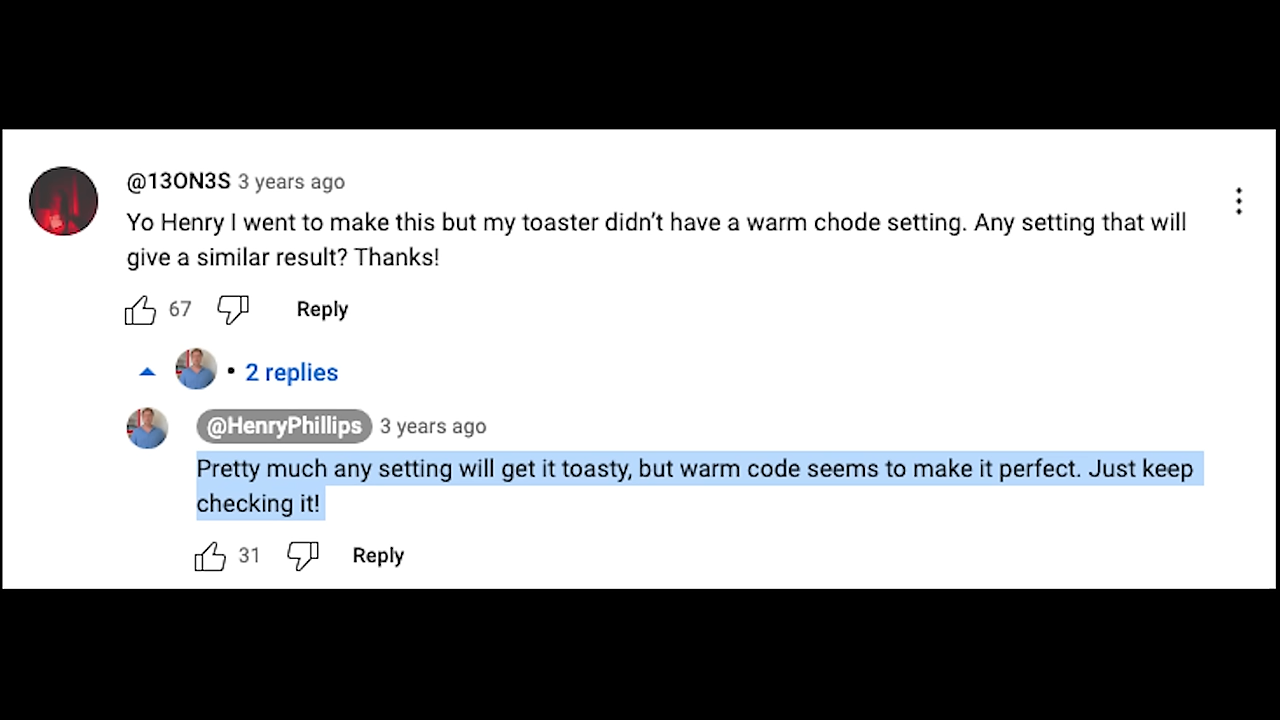 @13ON3S 3 years ago
Yo Henry I went to make this but my toaster didn’t have a warm chode setting. Any setting that will
give a similar result? Thanks!
67 Reply
• 2 replies
@HenryPhillips 3 years ago
Pretty much any setting will get it toasty, but warm code seems to make it perfect. Just keep
checking it!
31 Reply